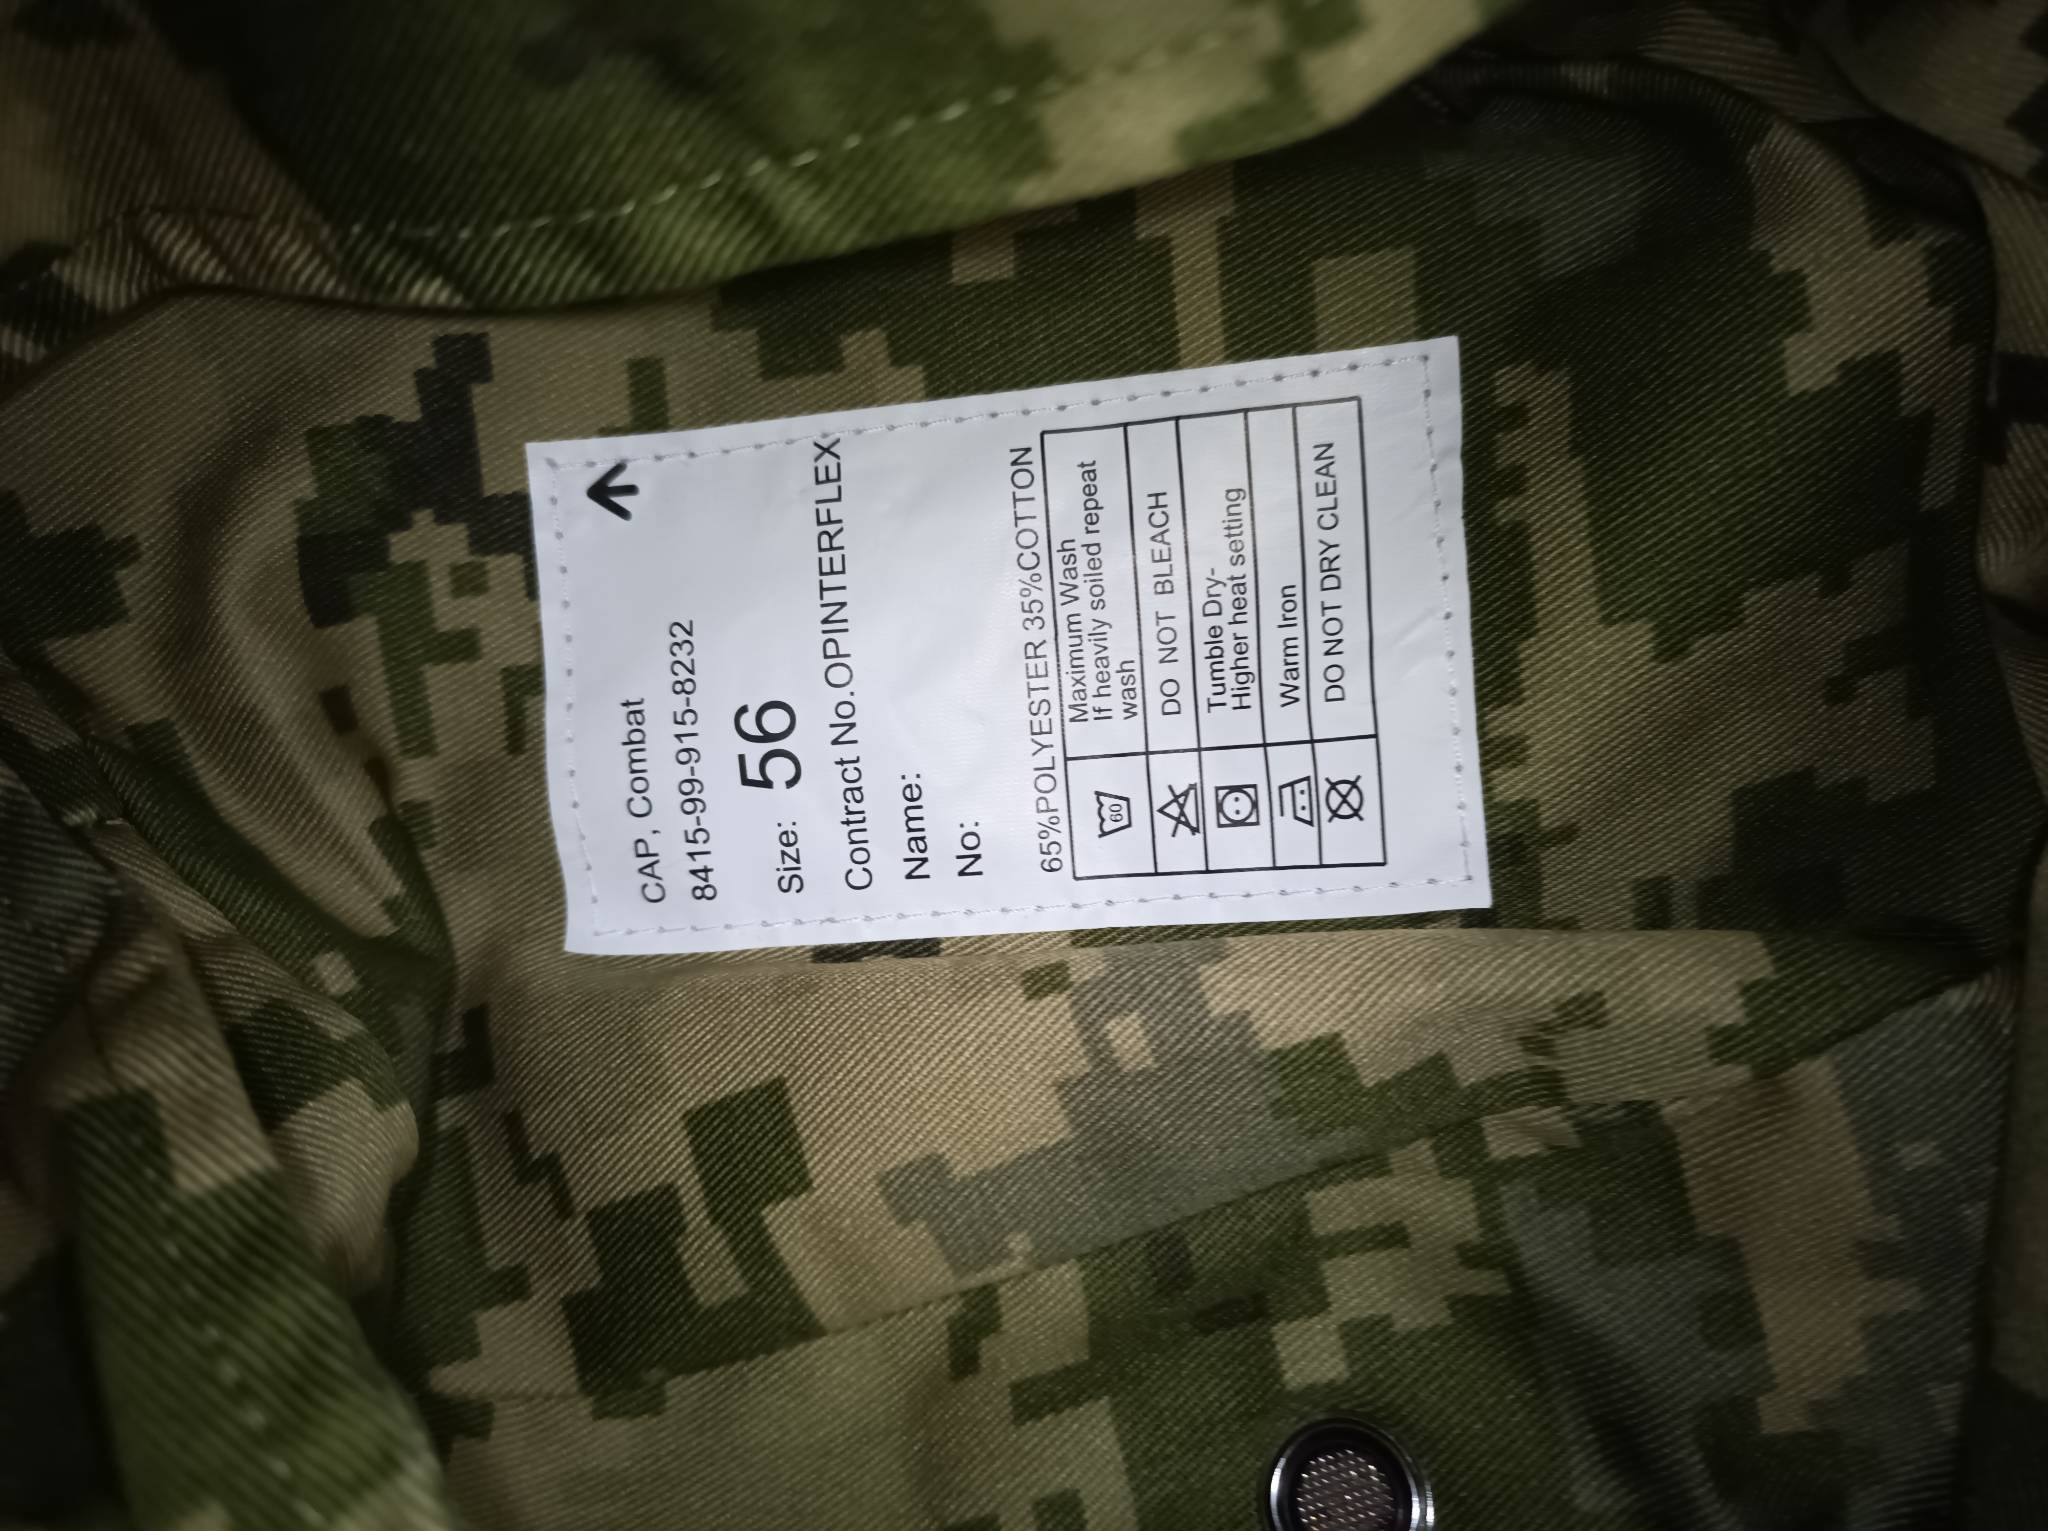 CAP, Combat
8415-99-915-8232
Size: 56
Contract No.OPINTERFLEX
Name:
No:
65%POLYESTER 35%COTTON
60
Maximum Wash
If heavily soiled repeat
wash
DO NOT BLEACH
Tumble Dry-
Higher heat setting
Warm Iron
DO NOT DRY CLEAN